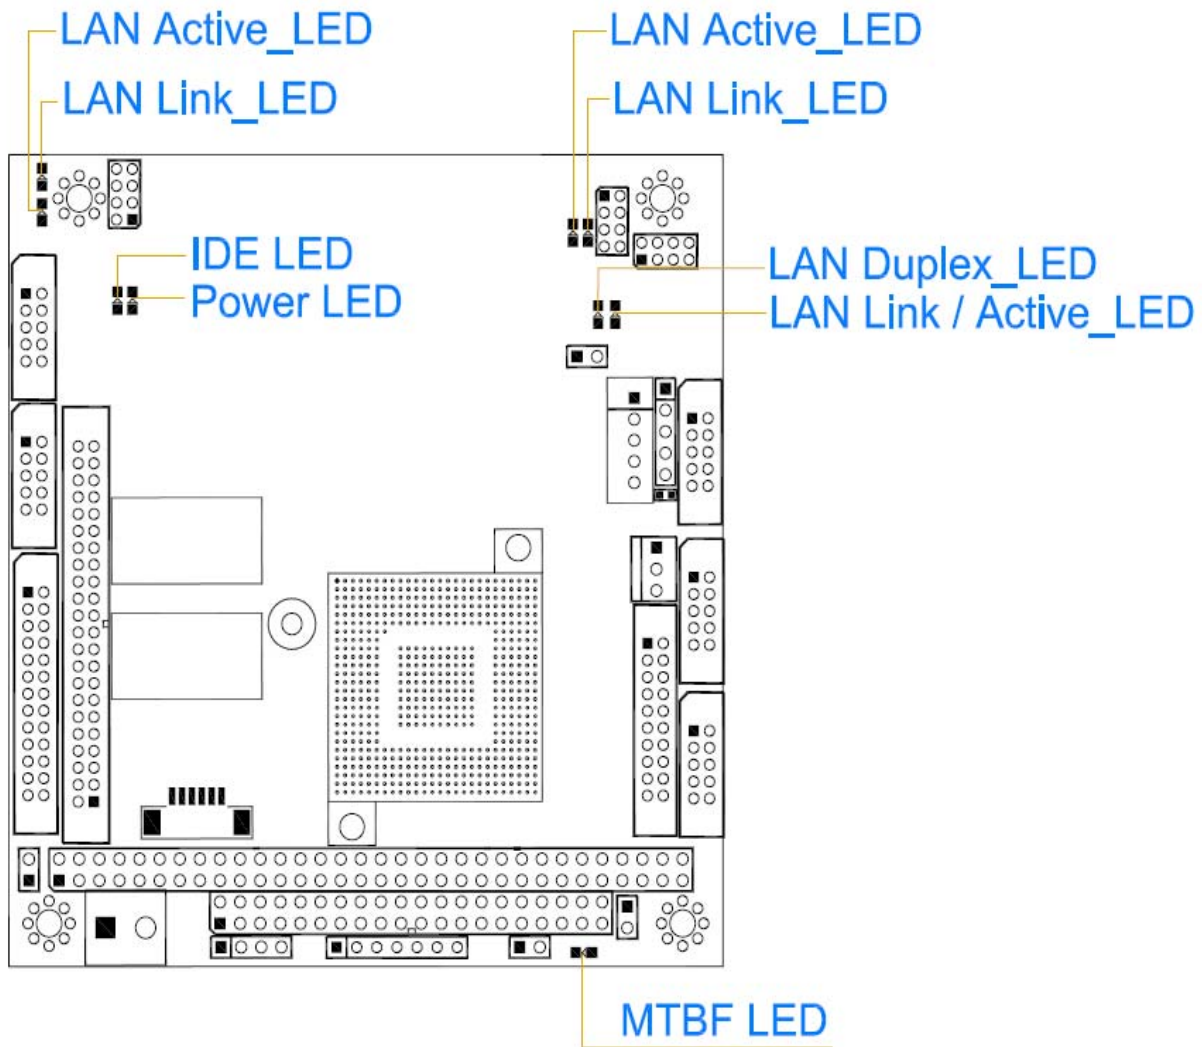 LAN Active_LED
LAN Active_LED
LAN Link_LED
LAN Link_LED
IDE LED
Power LED
LAN Duplex_LED
LAN Link / Active_LED
MTBF LED